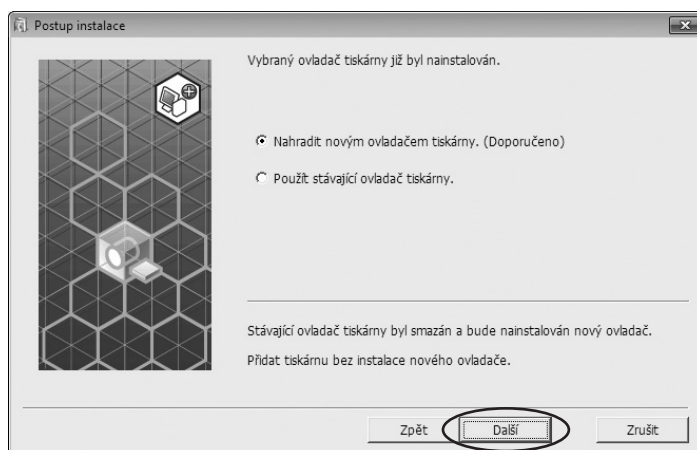 Postup instalace
Vybraný ovladač tiskárny již byl nainstalován.
Nahradit novým ovladačem tiskárny. (Doporučeno)
Použít stávající ovladač tiskárny.
Stávající ovladač tiskárny byl smazán a bude nainstalován nový ovladač.
Přidat tiskárnu bez instalace nového ovladače.
Zpět
Další
Zrušit